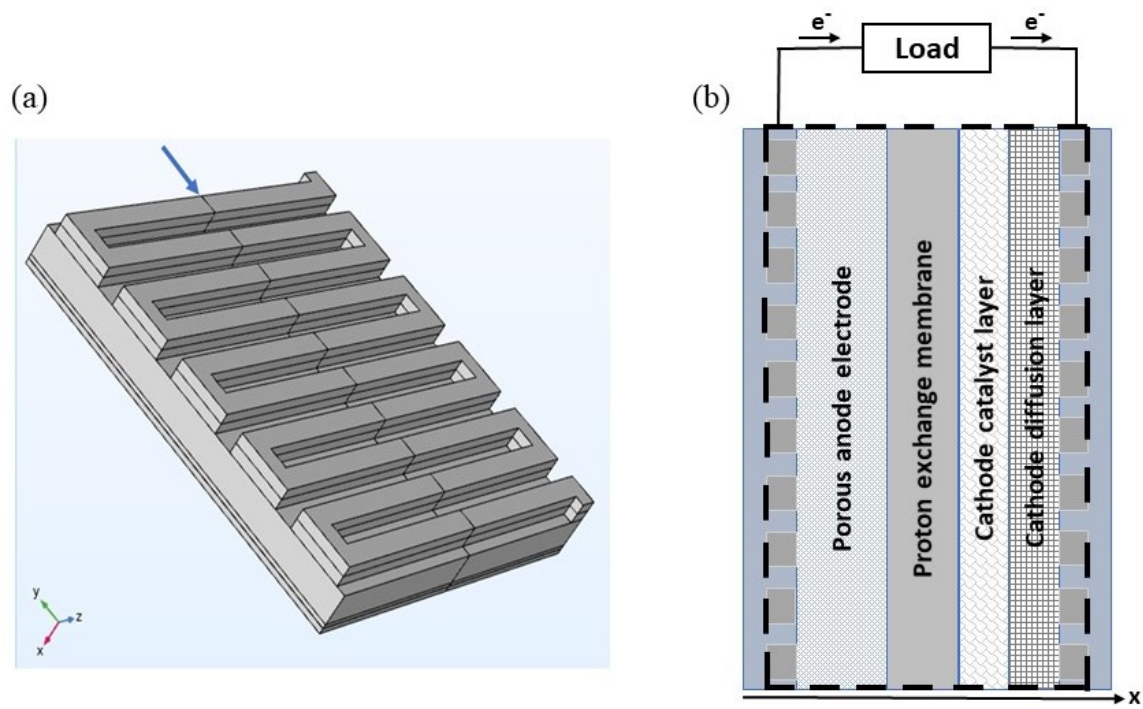 (a)
y
z
x
(b)
e-
e-
Load
Porous anode electrode
Proton exchange membrane
Cathode catalyst layer
Cathode diffusion layer
x